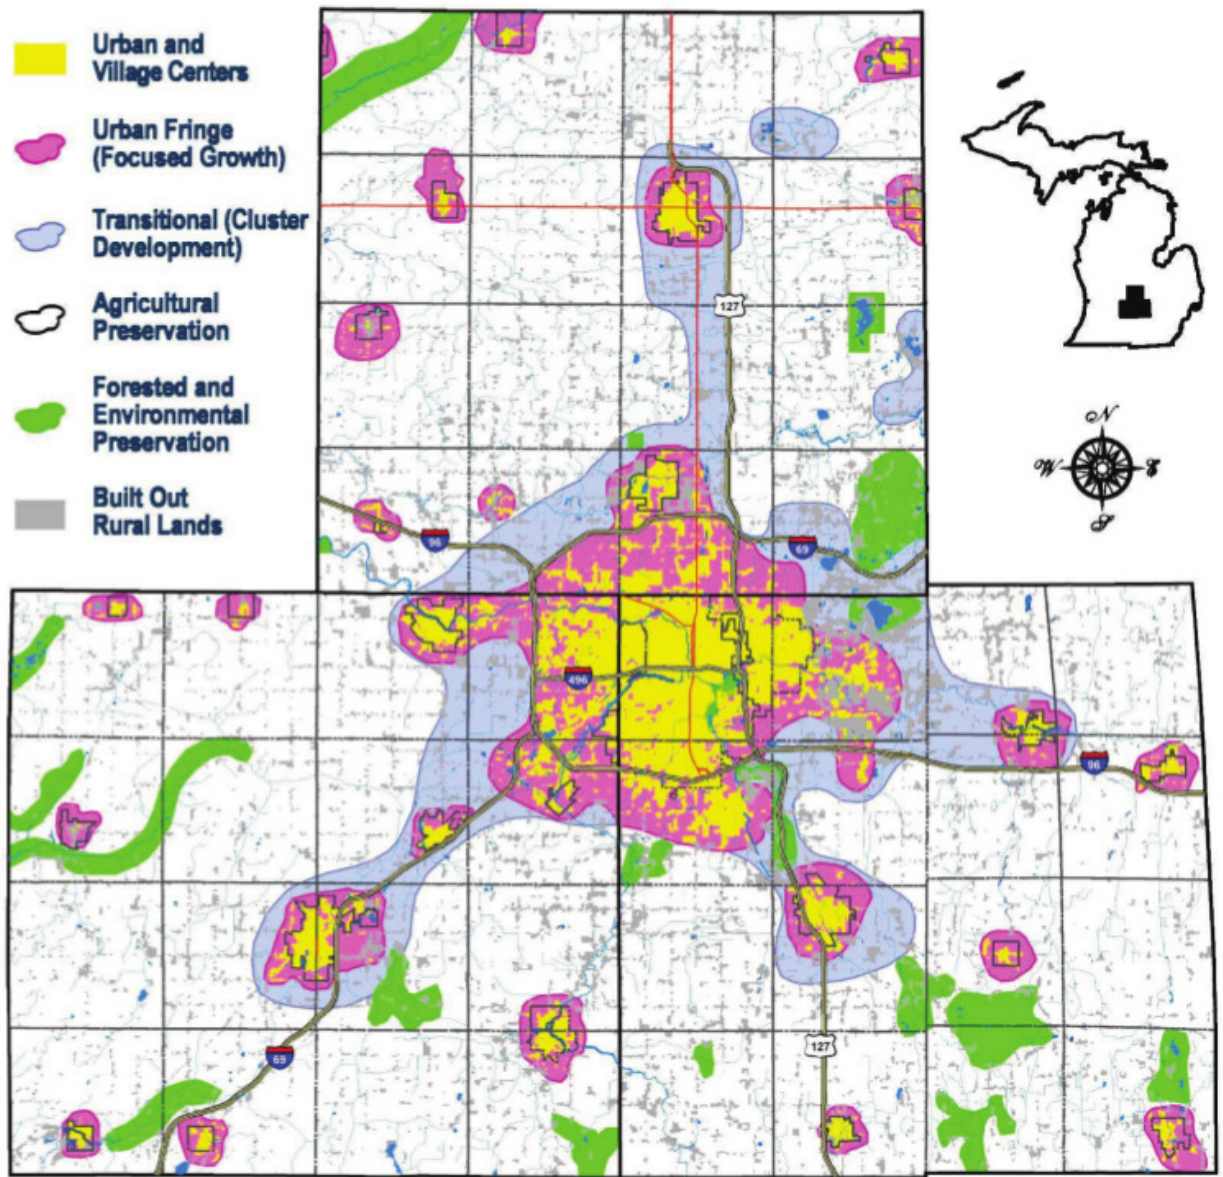 Urban and
Village Centers
Urban Fringe
(Focused Growth)
Transitional (Cluster
Development)
Agricultural
Preservation
Forested and
Environmental
Preservation
Built Out
Rural Lands
127
N
W
E
S
96
69
496
96
69
127